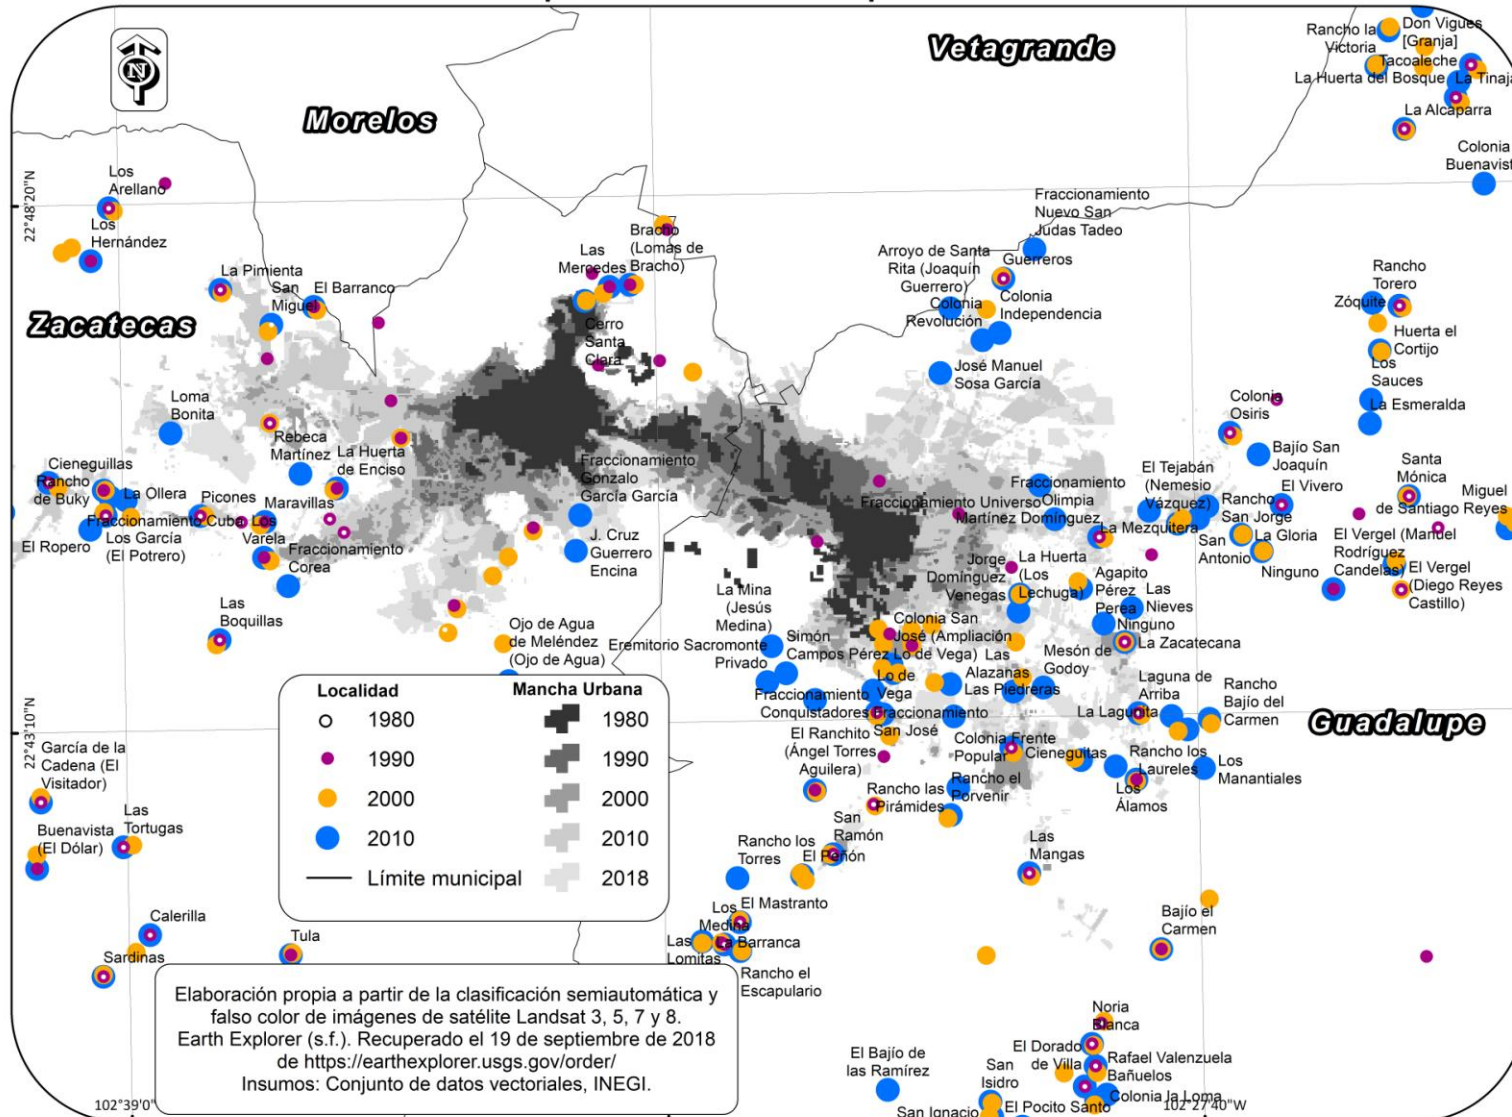 Vetagrande
Morelos
Zacatecas
Guadalupe
N
22°48'20"N
22°43'10"N
102°39'0"
102°27'40"W
Rancho la
Victoria
Don Vigues
[Granja]
Tacoaleche
La Huerta del Bosque
La Tinaja
La Alcaparra
Colonia
Buenavist
Los
Arellano
Los
Hernández
La Pimienta
San
Miguel
El Barranco
Las
Mercedes
Bracho
(Lomas de
Bracho)
Cerro
Santa
Clara
Fraccionamiento
Nuevo San
Judas Tadeo
Arroyo de Santa
Rita (Joaquín
Guerrero)
Guerreros
Colonia
Independencia
Colonia
Revolución
José Manuel
Sosa García
Rancho
Torero
Zóquite
Huerta el
Cortijo
Los
Sauces
La Esmeralda
Colonia
Osiris
Bajío San
Joaquín
El Vivero
Santa
Mónica
Miguel
de Santiago Reyes
Loma
Bonita
Rebeca
Martínez
La Huerta
de Enciso
Cieneguillas
Rancho
de Buky
La Ollera
Picones
Maravillas
Fraccionamiento Cuba
Los
Varela
Los García
(El Potrero)
El Ropero
Fraccionamiento
Corea
Las
Boquillas
Fraccionamiento
Gonzalo
García García
J. Cruz
Guerrero
Encina
Fraccionamiento Universo
Fraccionamiento
Olimpia
Martínez Domínguez
La Mezquitera
El Tejabán
(Nemesio
Vázquez)
Rancho
San Jorge
San
Antonio
La Gloria
Ninguno
El Vergel (Manuel
Rodríguez
Candelas)
El Vergel
(Diego Reyes
Castillo)
La Mina
(Jesús
Medina)
Jorge
Domínguez
Venegas
La Huerta
(Los
Lechuga)
Agapito
Pérez
Perea
Las
Nieves
Ninguno
La Zacatecana
Ojo de Agua
de Meléndez
(Ojo de Agua)
Eremitorio Sacromonte
Privado
Simón
Campos Pérez
Colonia San
José (Ampliación
Lo de Vega)
Las
Alazanas
Mesón de
Godoy
Lo de
Vega
Las Piedreras
Laguna de
Arriba
Rancho
Bajío del
Carmen
La Lagunita
Fraccionamiento
Conquistadores
Fraccionamiento
San José
El Ranchito
(Ángel Torres
Aguilera)
Colonia Frente
Popular
Cieneguitas
Rancho los
Laureles
Los
Manantiales
Los
Álamos
Rancho las
Pirámides
Rancho el
Porvenir
San
Ramón
El Peñón
Rancho los
Torres
Las
Mangas
El Mastranto
Los
Medina
La Barranca
Las
Lomitas
Rancho el
Escapulario
Bajío el
Carmen
García de la
Cadena (El
Visitador)
Las
Tortugas
Buenavista
(El Dólar)
Calerilla
Sardinas
Tula
Noria
Blanca
El Dorado
de Villa
Rafael Valenzuela
Bañuelos
Colonia la Loma
El Bajío de
las Ramírez
San
Isidro
San Ignacio
El Pocito Santo
Localidad
1980
1990
2000
2010
Límite municipal
Mancha Urbana
1980
1990
2000
2010
2018
Elaboración propia a partir de la clasificación semiautomática y
falso color de imágenes de satélite Landsat 3, 5, 7 y 8.
Earth Explorer (s.f.). Recuperado el 19 de septiembre de 2018
de https://earthexplorer.usgs.gov/order/
Insumos: Conjunto de datos vectoriales, INEGI.